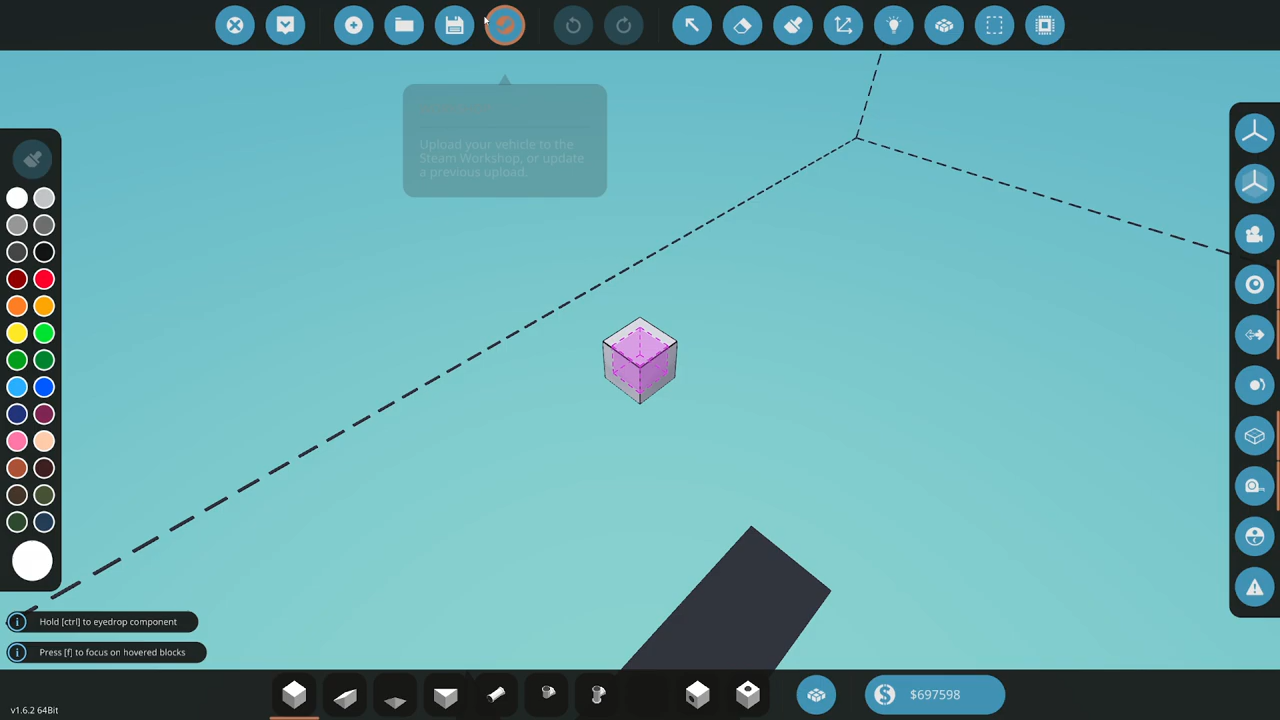 Upload your vehicle to the
Steam Workshop, or update
a previous upload.
Hold [ctrl] to eyedrop component
Press [f] to focus on hovered blocks
$697598
v1.6.2 64Bit